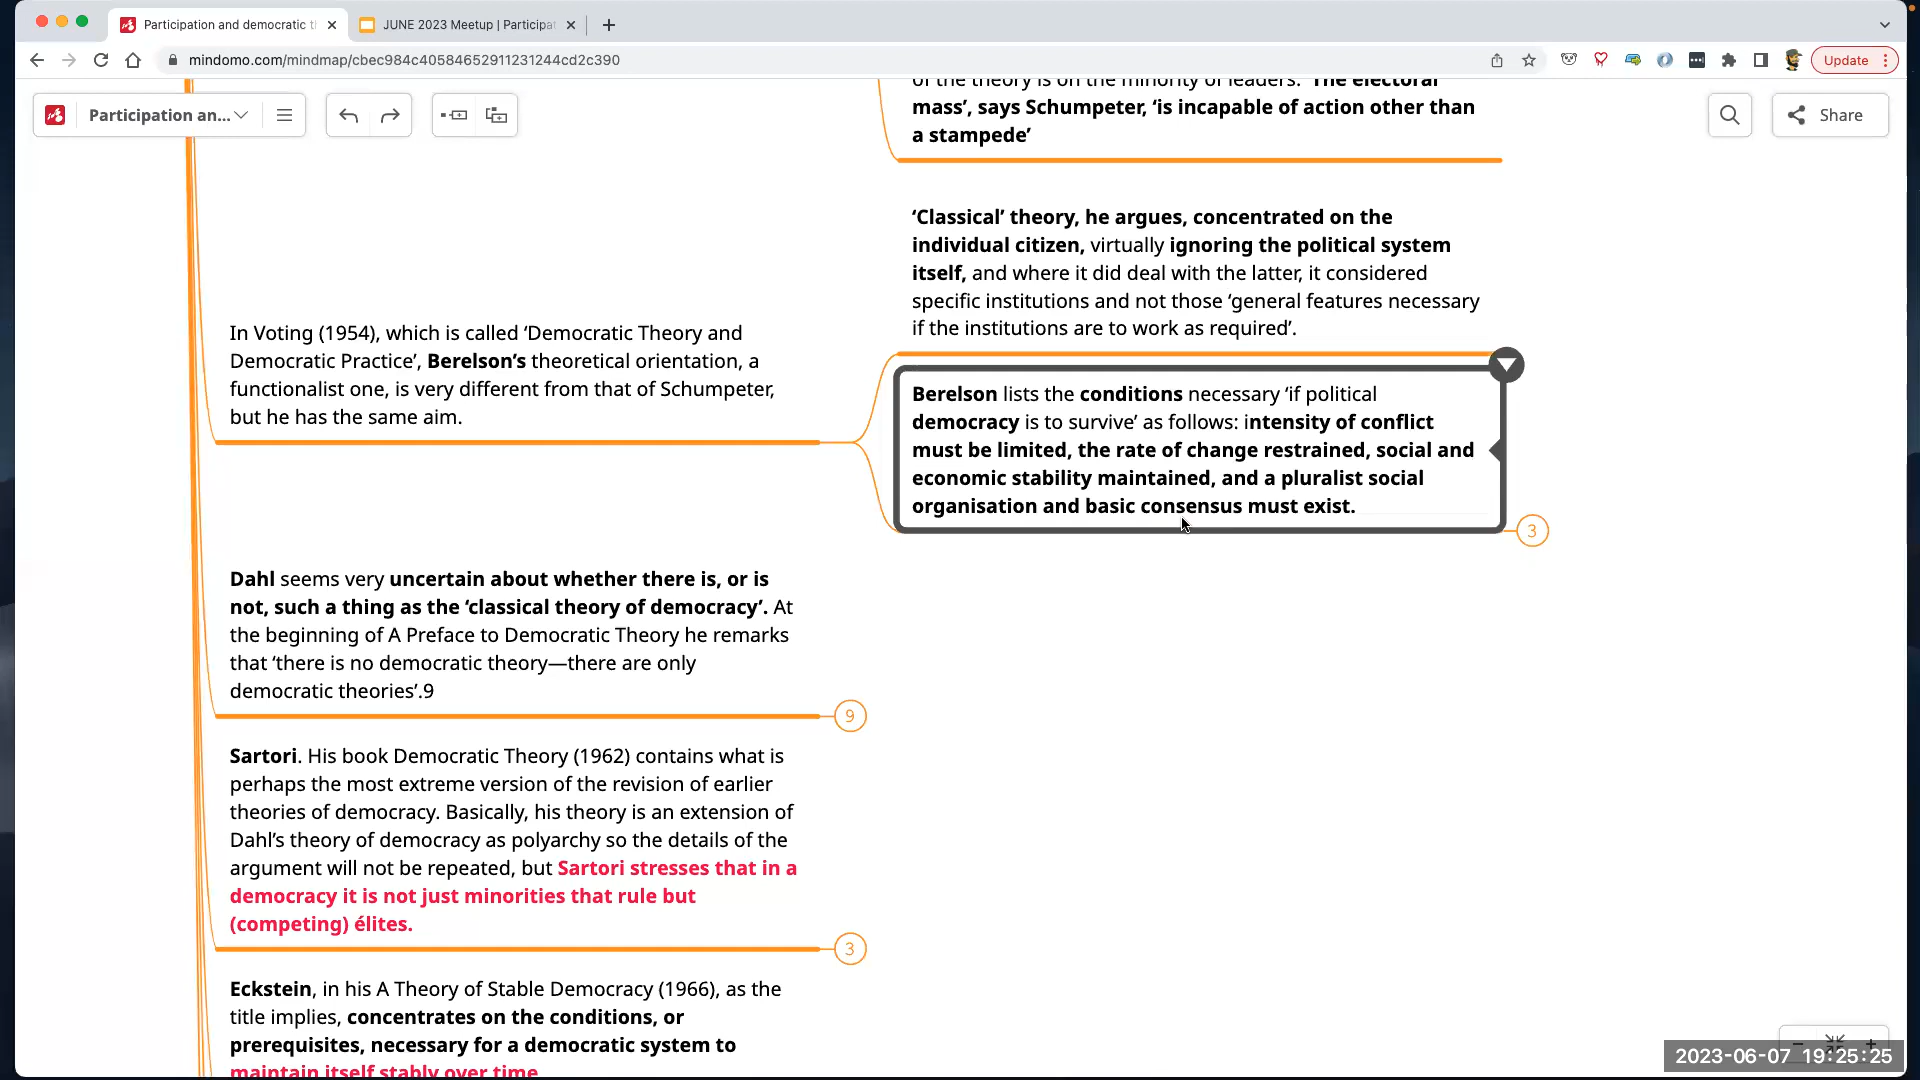 Participation and democratic t
JUNE 2023 Meetup | Participat
mindomo.com/mindmap/cbec984c40584652911231244cd2c390
Update
Participation an...
Share
of the theory is on the minority of leaders. 'The electoral
mass', says Schumpeter, 'is incapable of action other than
a stampede'
‘Classical’ theory, he argues, concentrated on the
individual citizen, virtually ignoring the political system
itself, and where it did deal with the latter, it considered
specific institutions and not those ‘general features necessary
if the institutions are to work as required’.
In Voting (1954), which is called ‘Democratic Theory and
Democratic Practice’, Berelson’s theoretical orientation, a
functionalist one, is very different from that of Schumpeter,
but he has the same aim.
Berelson lists the conditions necessary ‘if political
democracy is to survive’ as follows: intensity of conflict
must be limited, the rate of change restrained, social and
economic stability maintained, and a pluralist social
organisation and basic consensus must exist.
3
Dahl seems very uncertain about whether there is, or is
not, such a thing as the ‘classical theory of democracy’. At
the beginning of A Preface to Democratic Theory he remarks
that ‘there is no democratic theory—there are only
democratic theories’.9
9
Sartori. His book Democratic Theory (1962) contains what is
perhaps the most extreme version of the revision of earlier
theories of democracy. Basically, his theory is an extension of
Dahl’s theory of democracy as polyarchy so the details of the
argument will not be repeated, but Sartori stresses that in a
democracy it is not just minorities that rule but
(competing) élites.
3
Eckstein, in his A Theory of Stable Democracy (1966), as the
title implies, concentrates on the conditions, or
prerequisites, necessary for a democratic system to
maintain itself stably over time
2023-06-07 19:25:25